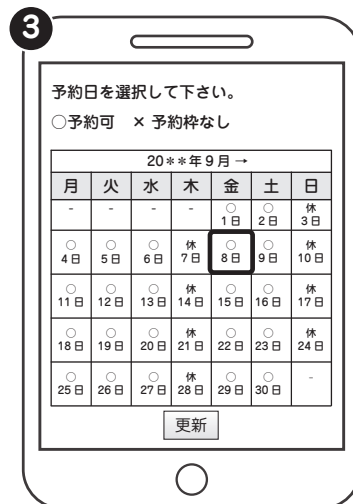 3
予約日を選択して下さい。
○予約可 × 予約枠なし
20**年9月→
月 火 水 木 金 土 日
- - - - ○ ○ 休
1日 2日 3日
○ ○ ○ 休 ○ ○ 休
4日 5日 6日 7日 8日 9日 10日
○ ○ ○ 休 ○ ○ 休
11日 12日 13日 14日 15日 16日 17日
○ ○ ○ 休 ○ ○ 休
18日 19日 20日 21日 22日 23日 24日
○ ○ ○ 休 ○ ○ -
25日 26日 27日 28日 29日 30日
更新